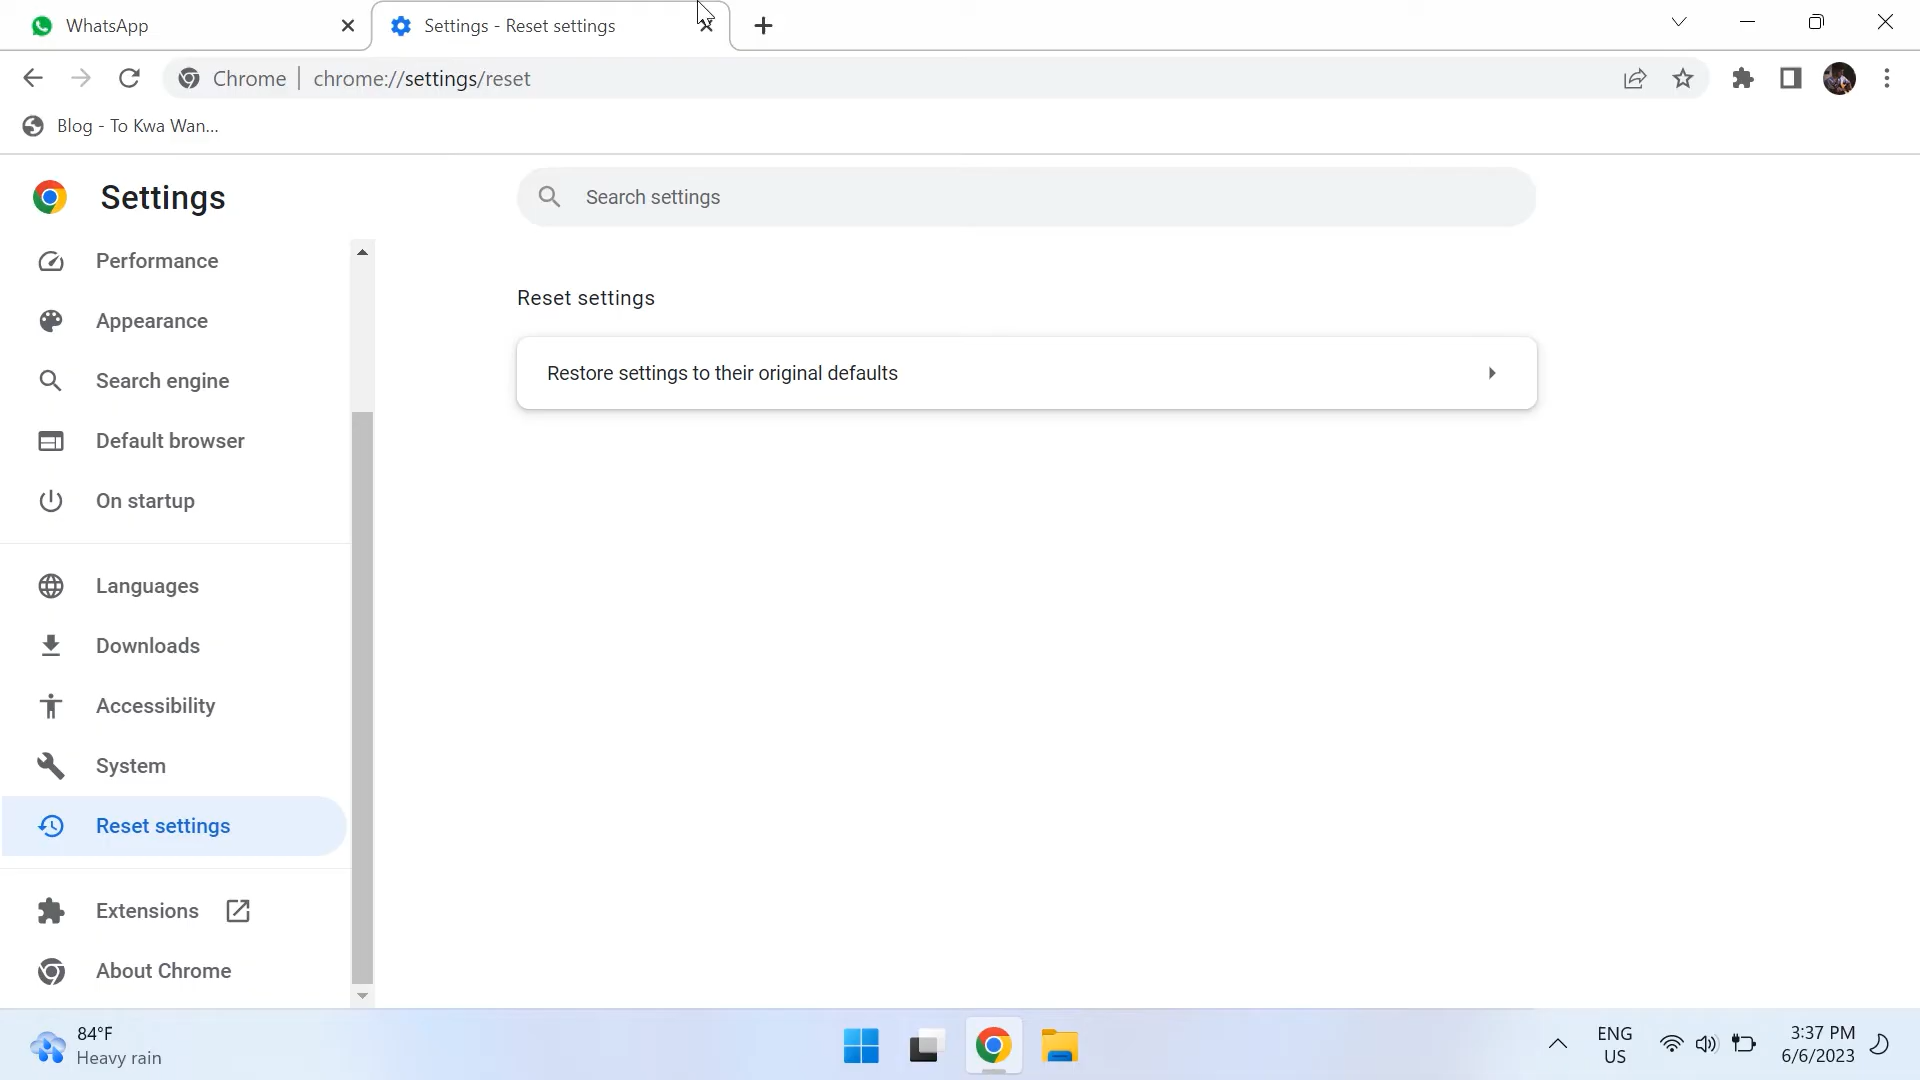 WhatsApp
Settings - Reset settings
Chrome
chrome://settings/reset
Blog - To Kwa Wan...
Settings
Search settings
Performance
Appearance
Search engine
Default browser
On startup
Languages
Downloads
Accessibility
System
Reset settings
Extensions
About Chrome
Reset settings
Restore settings to their original defaults
84°F
Heavy rain
ENG
US
3:37 PM
6/6/2023